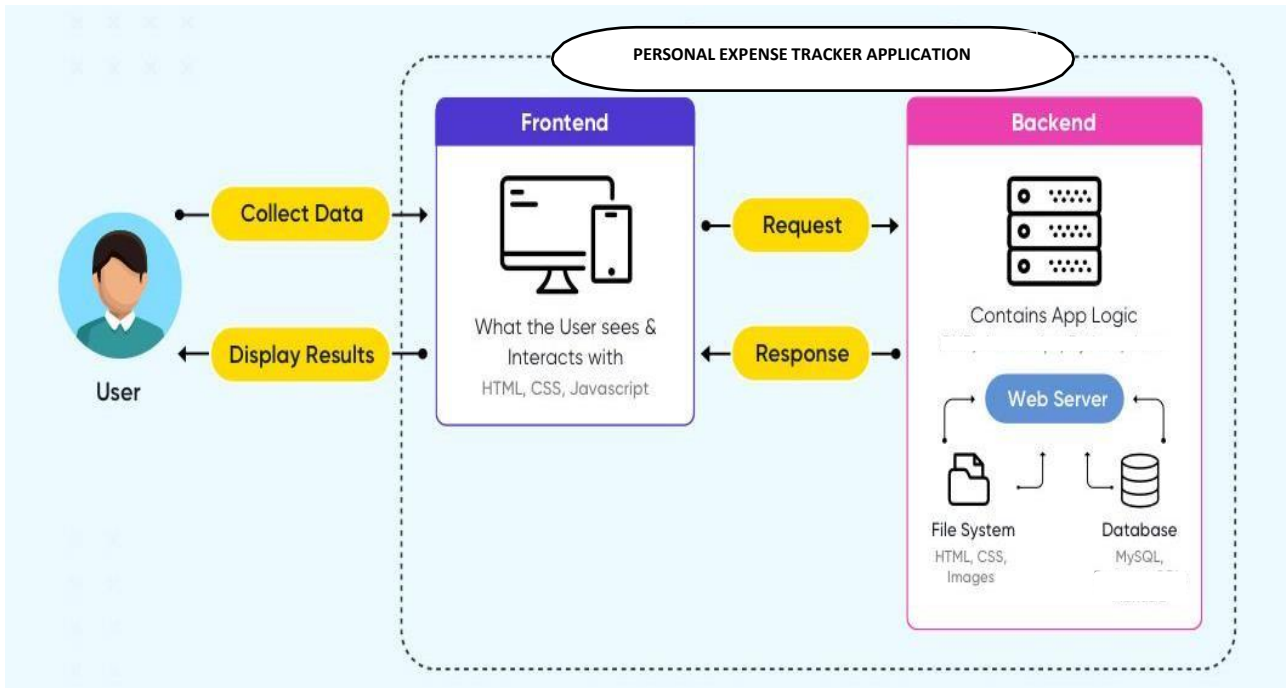 PERSONAL EXPENSE TRACKER APPLICATION
Frontend
Backend
Collect Data
Request
What the User sees &
Interacts with
HTML, CSS, Javascript
Contains App Logic
Display Results
Response
User
Web Server
File System
HTML, CSS,
Images
Database
MySQL,